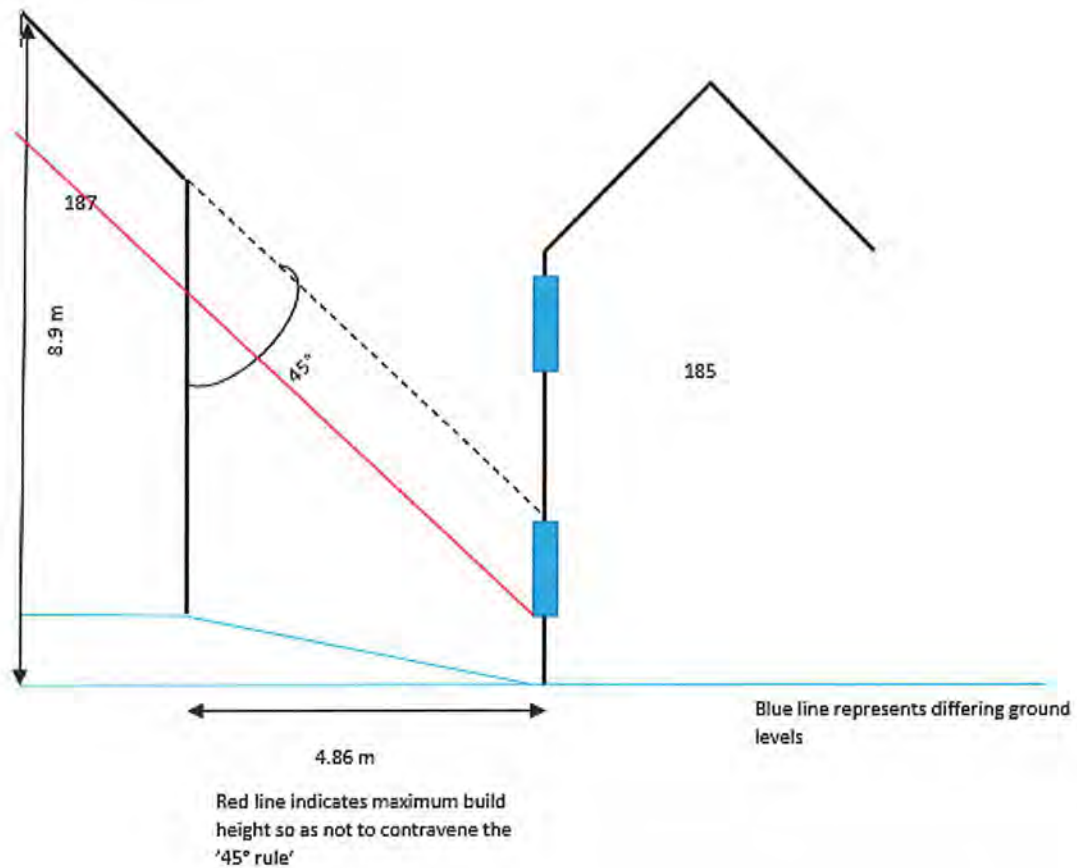 187
8.9 m
45°
185
4.86 m
Blue line represents differing ground
levels
Red line indicates maximum build
height so as not to contravene the
'45° rule'